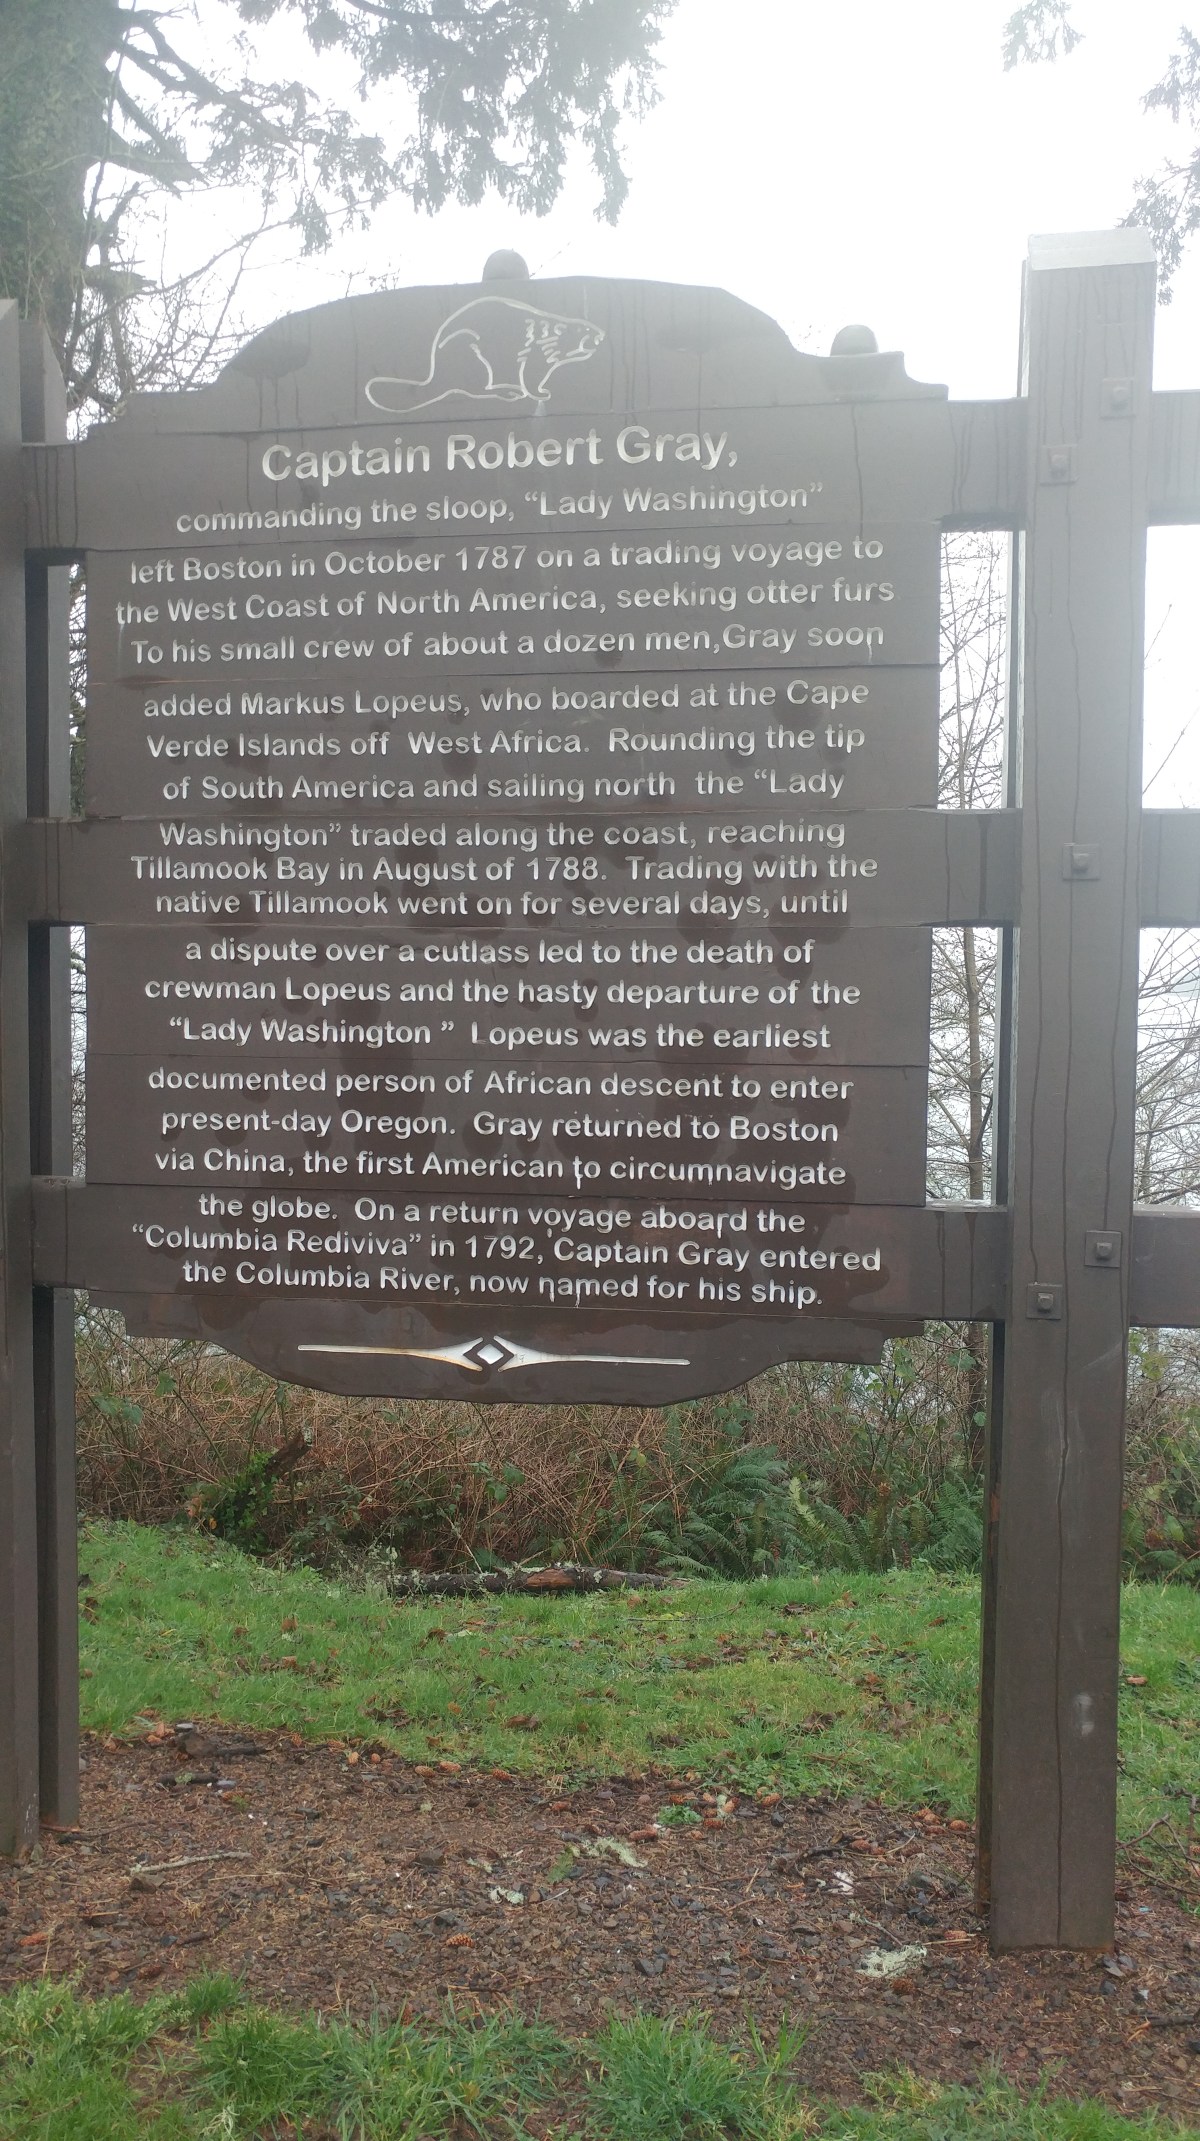 Captain Robert Gray,
commanding the sloop, "Lady Washington"
left Boston in October 1787 on a trading voyage to
the West Coast of North America, seeking otter furs
To his small crew of about a dozen men,Gray soon
added Markus Lopeus, who boarded at the Cape
Verde Islands off West Africa. Rounding the tip
of South America and sailing north the "Lady
Washington" traded along the coast, reaching
Tillamook Bay in August of 1788. Trading with the
native Tillamook went on for several days, until
a dispute over a cutlass led to the death of
crewman Lopeus and the hasty departure of the
"Lady Washington " Lopeus was the earliest
documented person of African descent to enter
present-day Oregon. Gray returned to Boston
via China, the first American to circumnavigate
the globe. On a return voyage aboard the
"Columbia Rediviva" in 1792, Captain Gray entered
the Columbia River, now named for his ship.